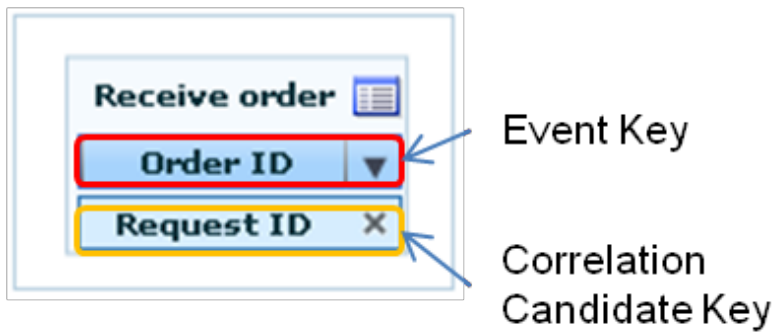 Receive order
Order ID
Request ID
Event Key
Correlation
Candidate Key